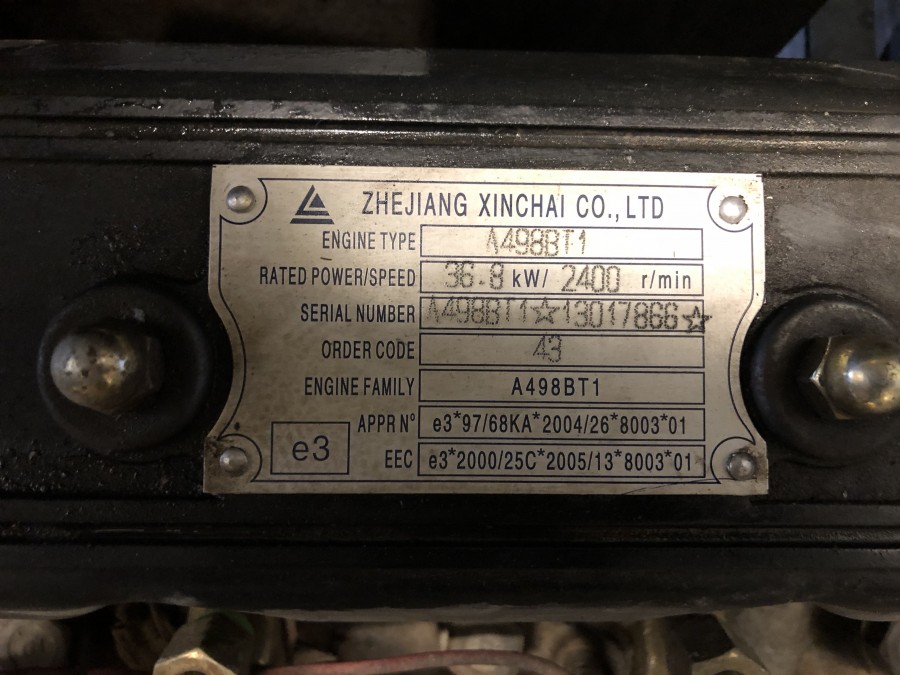 ZHEJIANG XINCHAI CO., LTD
ENGINE TYPE A498BT1
RATED POWER/SPEED 36.8 kW/ 2400 r/min
SERIAL NUMBER A498BT1☆13017866☆
ORDER CODE 43
ENGINE FAMILY A498BT1
APPR Nº e3*97/68KA*2004/26*8003*01
e3 EEC e3*2000/25C*2005/13*8003*01